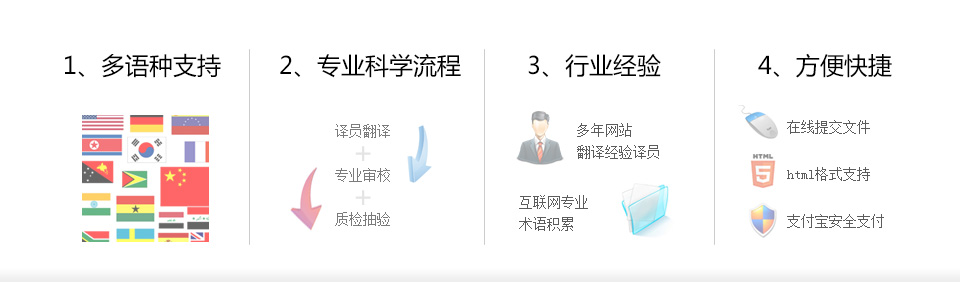 1、多语种支持
2、专业科学流程
译员翻译
+
专业审校
+
质检抽验
3、行业经验
多年网站
翻译经验译员
互联网专业
术语积累
4、方便快捷
在线提交文件
HTML
5
html格式支持
支付宝安全支付